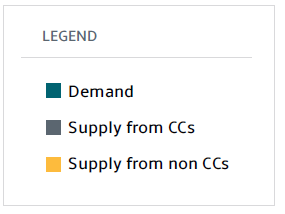 LEGEND
Demand
Supply from CCs
Supply from non CCs